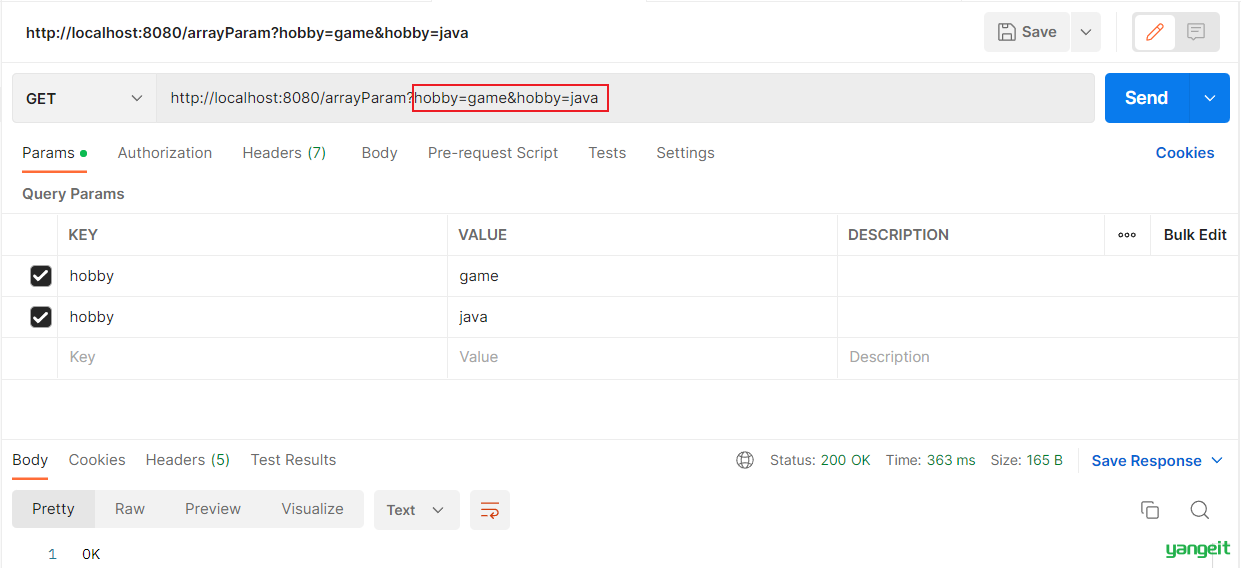 http://localhost:8080/arrayParam?hobby=game&hobby=java Save
GET http://localhost:8080/arrayParam?hobby=game&hobby=java Send
Params Authorization Headers (7) Body Pre-request Script Tests Settings Cookies
Query Params
KEY VALUE DESCRIPTION ooo Bulk Edit
hobby game
hobby java
Key Value Description
Body Cookies Headers (5) Test Results Status: 200 OK Time: 363 ms Size: 165 B Save Response
Pretty Raw Preview Visualize Text
1 OK
yangeit